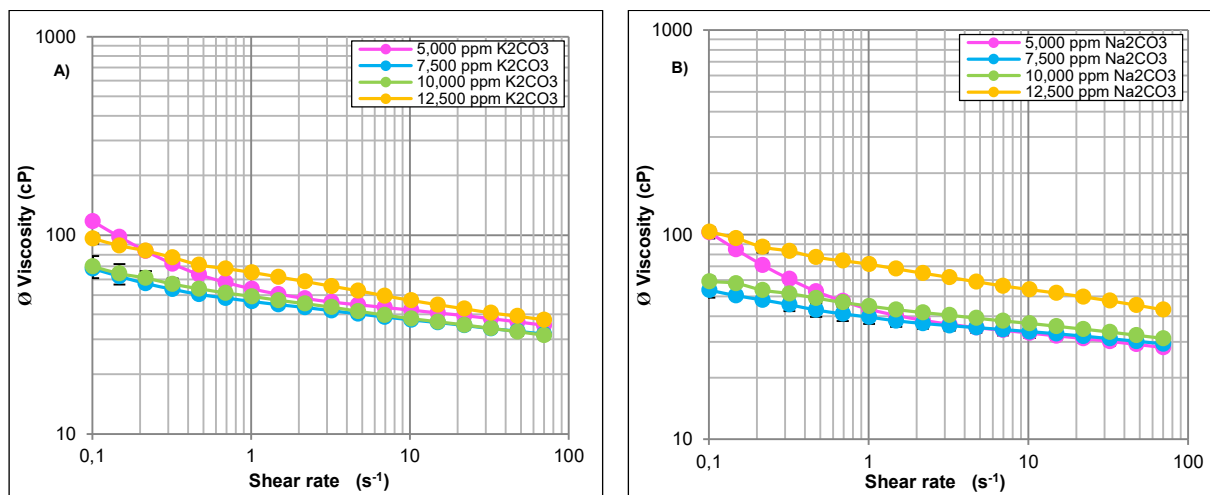 1000
A)
5,000 ppm K2CO3
7,500 ppm K2CO3
10,000 ppm K2CO3
12,500 ppm K2CO3
Ø Viscosity (cP)
100
10
0,1 1 10 100
Shear rate (s-1)
1000
B)
5,000 ppm Na2CO3
7,500 ppm Na2CO3
10,000 ppm Na2CO3
12,500 ppm Na2CO3
Ø Viscosity (cP)
100
10
0,1 1 10 100
Shear rate (s-1)